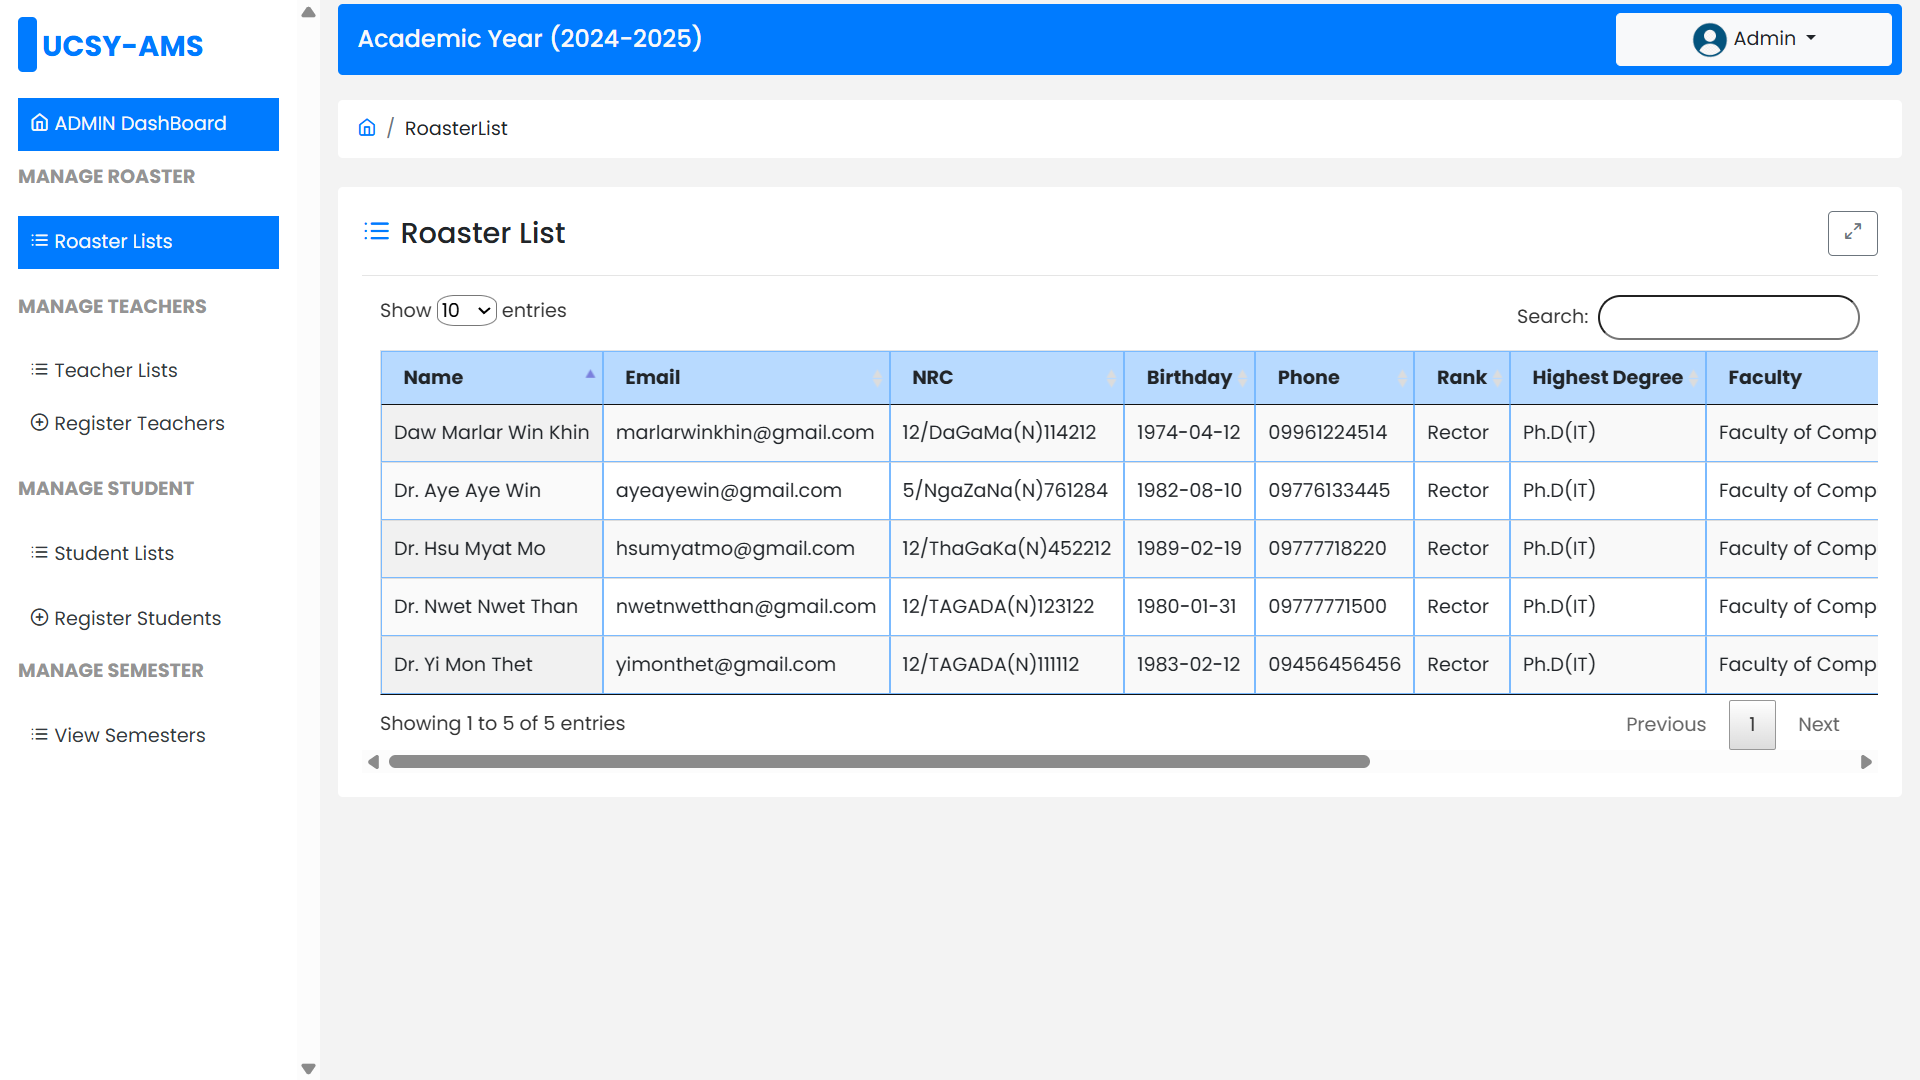 UCSY-AMS
ADMIN DashBoard
MANAGE ROASTER
Roaster Lists
MANAGE TEACHERS
Teacher Lists
Register Teachers
MANAGE STUDENT
Student Lists
Register Students
MANAGE SEMESTER
View Semesters
Academic Year (2024-2025)
Admin
/ RoasterList
Roaster List
Show 10 entries
Search:
Name Email NRC Birthday Phone Rank Highest Degree Faculty
Daw Marlar Win Khin marlarwinkhin@gmail.com 12/DaGaMa(N)114212 1974-04-12 09961224514 Rector Ph.D(IT) Faculty of Comp
Dr. Aye Aye Win ayeayewin@gmail.com 5/NgaZaNa(N)761284 1982-08-10 09776133445 Rector Ph.D(IT) Faculty of Comp
Dr. Hsu Myat Mo hsumyatmo@gmail.com 12/ThaGaKa(N)452212 1989-02-19 09777718220 Rector Ph.D(IT) Faculty of Comp
Dr. Nwet Nwet Than nwetnwetthan@gmail.com 12/TAGADA(N)123122 1980-01-31 09777771500 Rector Ph.D(IT) Faculty of Comp
Dr. Yi Mon Thet yimonthet@gmail.com 12/TAGADA(N)111112 1983-02-12 09456456456 Rector Ph.D(IT) Faculty of Comp
Showing 1 to 5 of 5 entries
Previous 1 Next